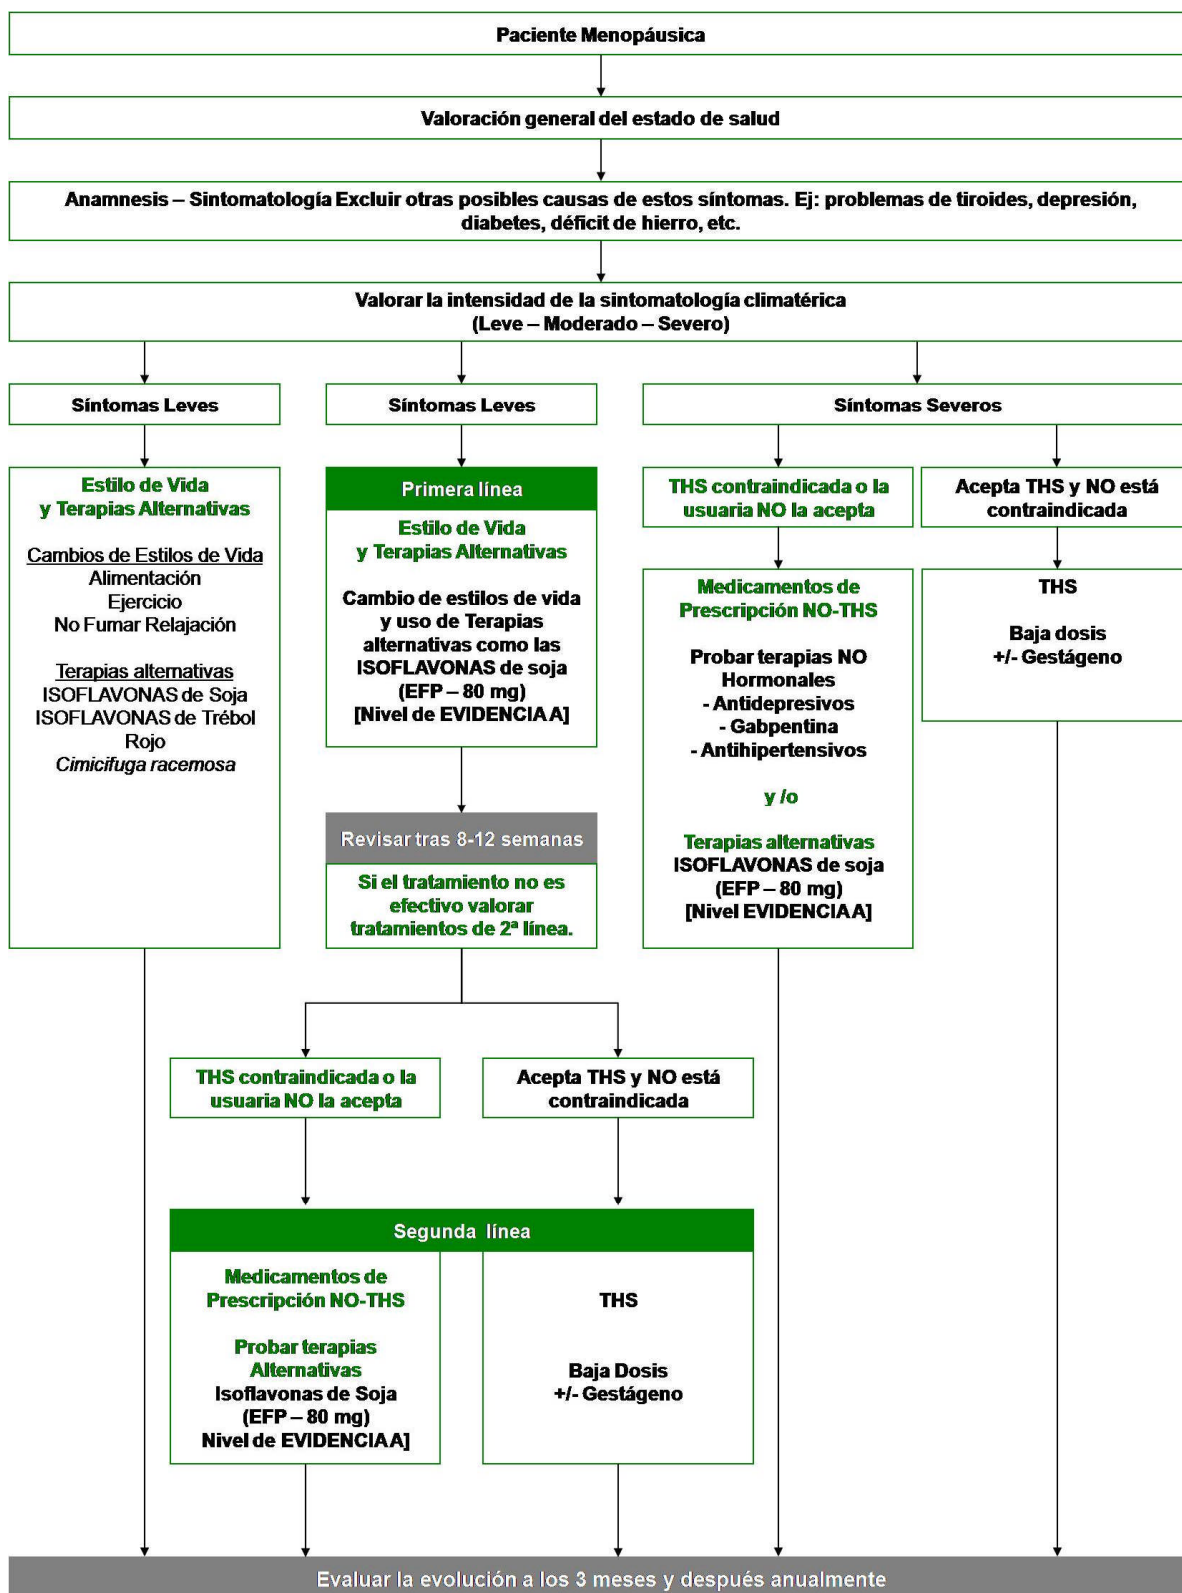 Paciente Menopáusica
Valoración general del estado de salud
Anamnesis – Sintomatología Excluir otras posibles causas de estos síntomas. Ej: problemas de tiroides, depresión,
diabetes, déficit de hierro, etc.
Valorar la intensidad de la sintomatología climatérica
(Leve – Moderado – Severo)
Síntomas Leves
Estilo de Vida
y Terapias Alternativas
Cambios de Estilos de Vida
Alimentación
Ejercicio
No Fumar Relajación
Terapias alternativas
ISOFLAVONAS de Soja
ISOFLAVONAS de Trébol
Rojo
Cimicifuga racemosa
Síntomas Leves
Primera línea
Estilo de Vida
y Terapias Alternativas
Cambio de estilos de vida
y uso de Terapias
alternativas como las
ISOFLAVONAS de soja
(EFP – 80 mg)
[Nivel de EVIDENCIA A]
Revisar tras 8-12 semanas
Si el tratamiento no es
efectivo valorar
tratamientos de 2ª línea.
THS contraindicada o la
usuaria NO la acepta
Acepta THS y NO está
contraindicada
Segunda línea
Medicamentos de
Prescripción NO-THS
Probar terapias
Alternativas
Isoflavonas de Soja
(EFP – 80 mg)
Nivel de EVIDENCIA A]
THS
Baja Dosis
+/- Gestágeno
Síntomas Severos
THS contraindicada o la
usuaria NO la acepta
Medicamentos de
Prescripción NO-THS
Probar terapias NO
Hormonales
- Antidepresivos
- Gabpentina
- Antihipertensivos
y /o
Terapias alternativas
ISOFLAVONAS de soja
(EFP – 80 mg)
[Nivel EVIDENCIA A]
Acepta THS y NO está
contraindicada
THS
Baja dosis
+/- Gestágeno
Evaluar la evolución a los 3 meses y después anualmente